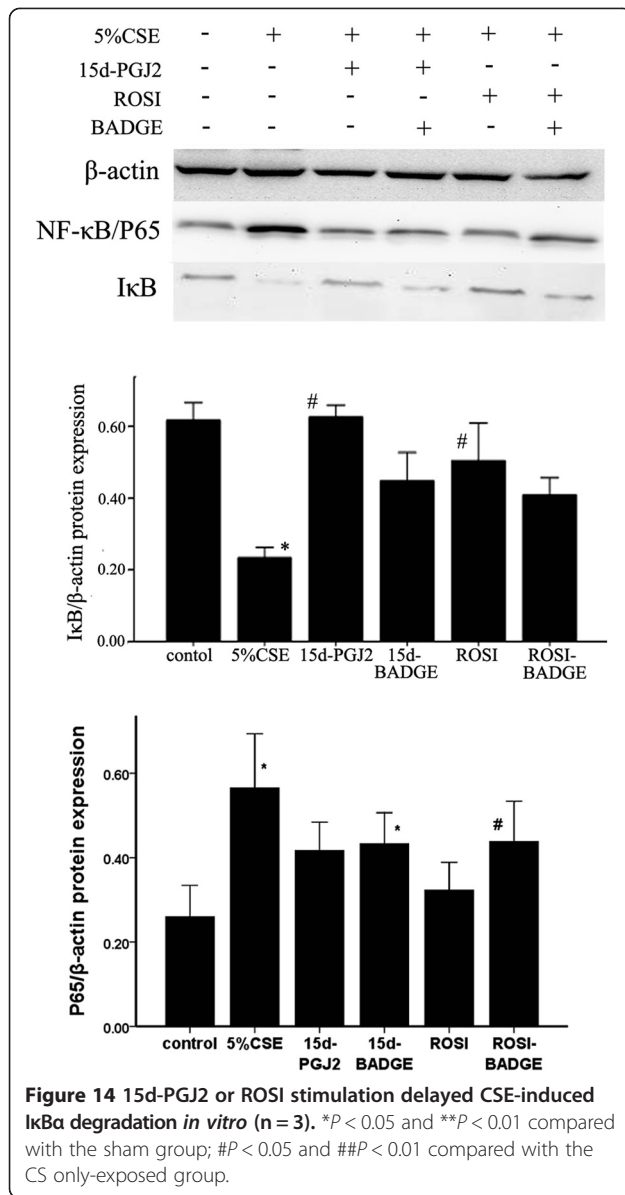 5%CSE - + + + + +
15d-PGJ2 - - + + - -
ROSI - - - - + +
BADGE - - - + - +
β-actin
NF-κB/P65
IκB
IκB/β-actin protein expression
0.60
0.40
0.20
0.00
#
#
*
contol 5%CSE 15d-PGJ2 15d- ROSI ROSI-
BADGE BADGE
P65/β-actin protein expression
0.60
0.40
0.20
0.00
*
*
#
control 5%CSE 15d- 15d- ROSI ROSI-
PGJ2 BADGE BADGE
Figure 14 15d-PGJ2 or ROSI stimulation delayed CSE-induced
IκBα degradation in vitro (n = 3). *P < 0.05 and **P < 0.01 compared
with the sham group; #P < 0.05 and ##P < 0.01 compared with the
CS only-exposed group.